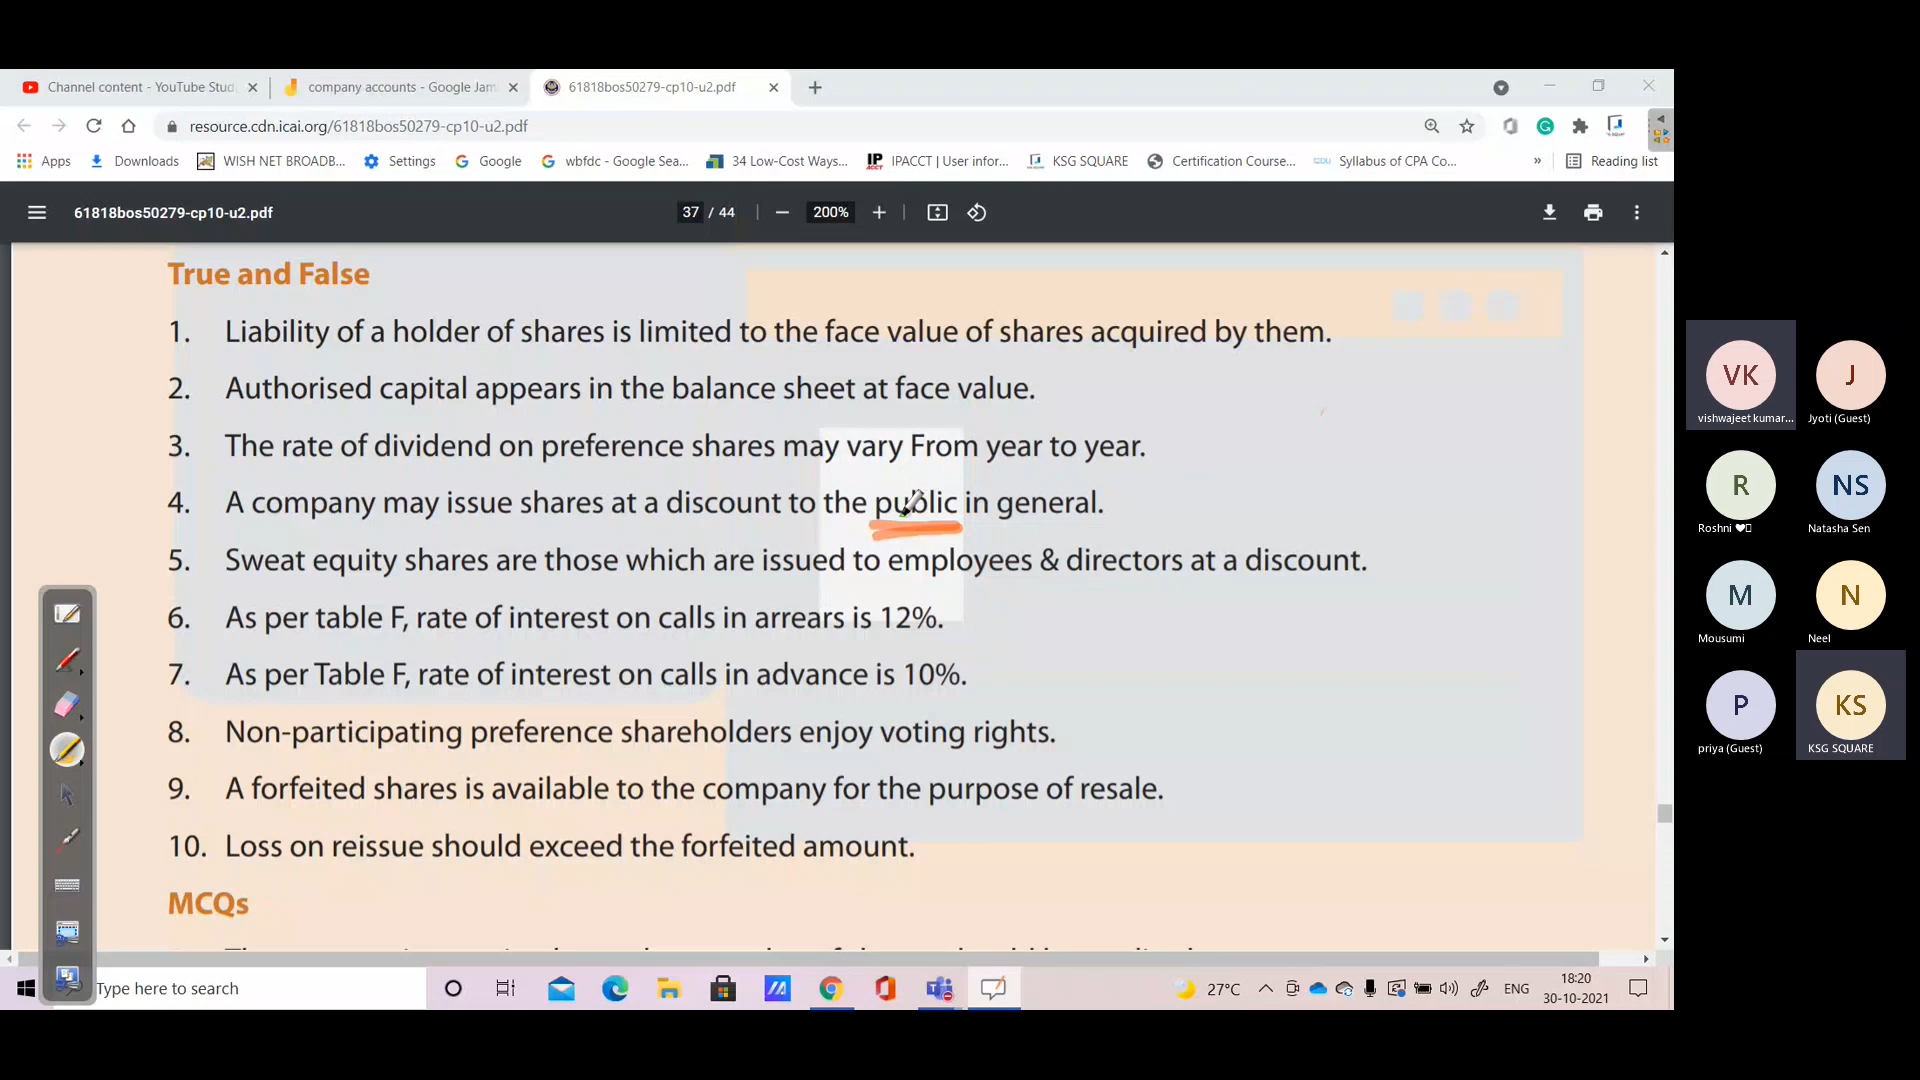 Channel content - YouTube Stud
company accounts - Google Jam
61818bos50279-cp10-u2.pdf
resource.cdn.icai.org/61818bos50279-cp10-u2.pdf
Apps
Downloads
WISH NET BROADB...
Settings
Google
wbfdc - Google Sea...
34 Low-Cost Ways...
IPACCT | User infor...
KSG SQUARE
Certification Course...
Syllabus of CPA Co...
»
Reading list
61818bos50279-cp10-u2.pdf
37 / 44
200%
True and False
1. Liability of a holder of shares is limited to the face value of shares acquired by them.
2. Authorised capital appears in the balance sheet at face value.
3. The rate of dividend on preference shares may vary From year to year.
4. A company may issue shares at a discount to the public in general.
5. Sweat equity shares are those which are issued to employees & directors at a discount.
6. As per table F, rate of interest on calls in arrears is 12%.
7. As per Table F, rate of interest on calls in advance is 10%.
8. Non-participating preference shareholders enjoy voting rights.
9. A forfeited shares is available to the company for the purpose of resale.
10. Loss on reissue should exceed the forfeited amount.
MCQs
Type here to search
27°C
ENG
18:20
30-10-2021
VK
vishwajeet kumar...
J
Jyoti (Guest)
R
Roshni
NS
Natasha Sen
M
Mousumi
N
Neel
P
priya (Guest)
KS
KSG SQUARE